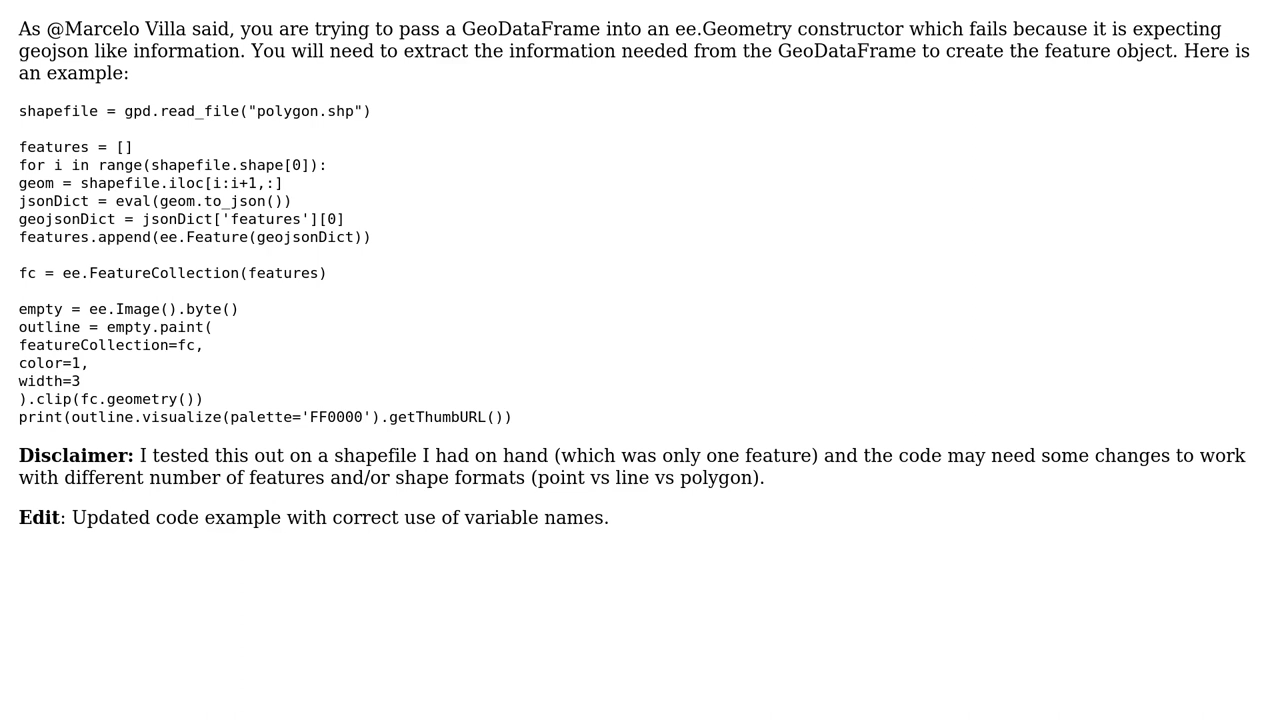 As @Marcelo Villa said, you are trying to pass a GeoDataFrame into an ee.Geometry constructor which fails because it is expecting
geojson like information. You will need to extract the information needed from the GeoDataFrame to create the feature object. Here is
an example:
shapefile = gpd.read_file("polygon.shp")
features = []
for i in range(shapefile.shape[0]):
geom = shapefile.iloc[i:i+1,:]
jsonDict = eval(geom.to_json())
geojsonDict = jsonDict['features'][0]
features.append(ee.Feature(geojsonDict))
fc = ee.FeatureCollection(features)
empty = ee.Image().byte()
outline = empty.paint(
featureCollection=fc,
color=1,
width=3
).clip(fc.geometry())
print(outline.visualize(palette='FF0000').getThumbURL())
Disclaimer: I tested this out on a shapefile I had on hand (which was only one feature) and the code may need some changes to work
with different number of features and/or shape formats (point vs line vs polygon).
Edit: Updated code example with correct use of variable names.